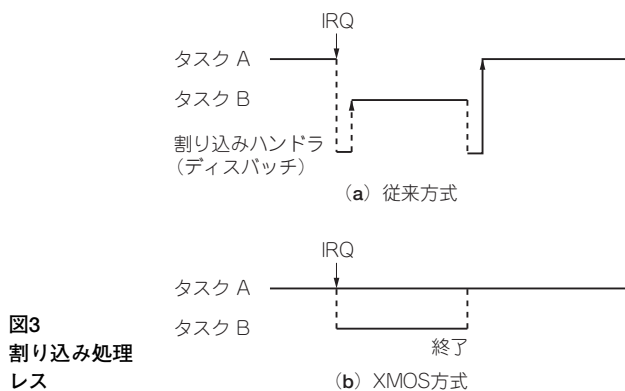 IRQ
タスク A
タスク B
割り込みハンドラ
(ディスパッチ)
(a) 従来方式
IRQ
タスク A
タスク B
終了
(b) XMOS方式
図3
割り込み処理
レス